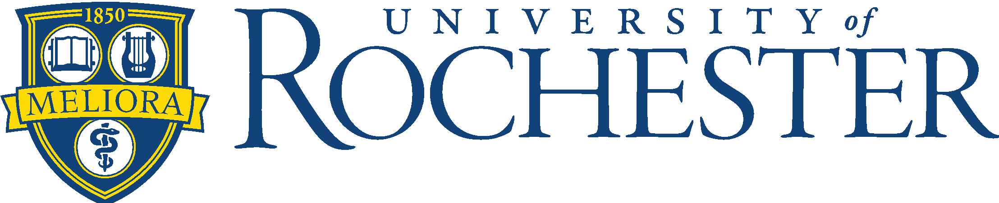 1850
MELIORA
UNIVERSITY of
ROCHESTER